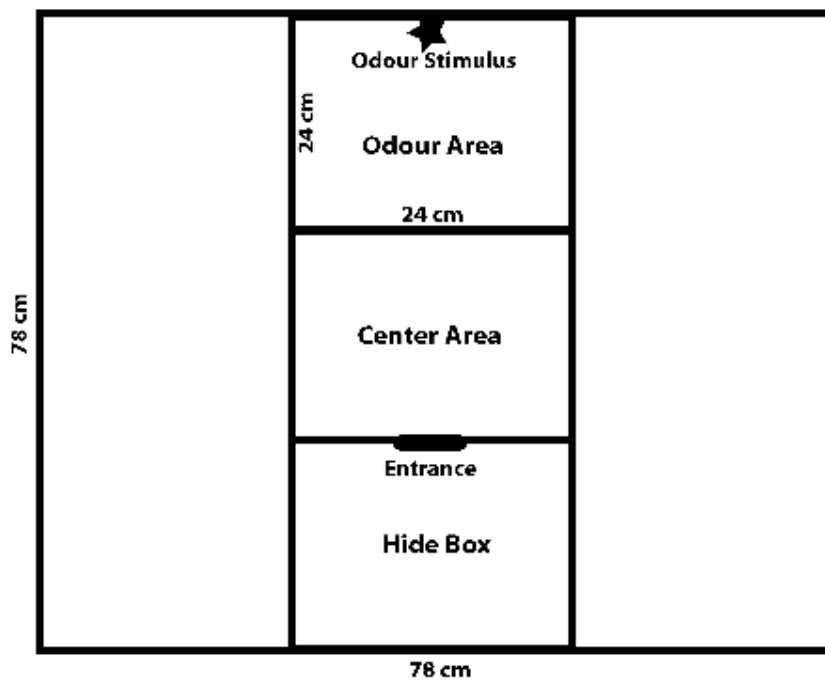 Odour Stimulus
24 cm
Odour Area
24 cm
78 cm
Center Area
Entrance
Hide Box
78 cm